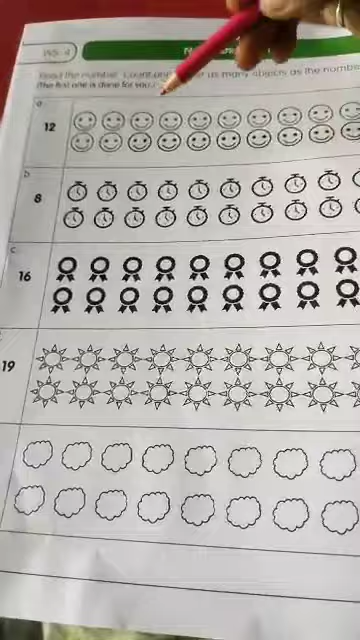 WS. 4
Read the number. Count and as many objects as the number
(The first one is done for you.)
a
12
b
8
c
16
19